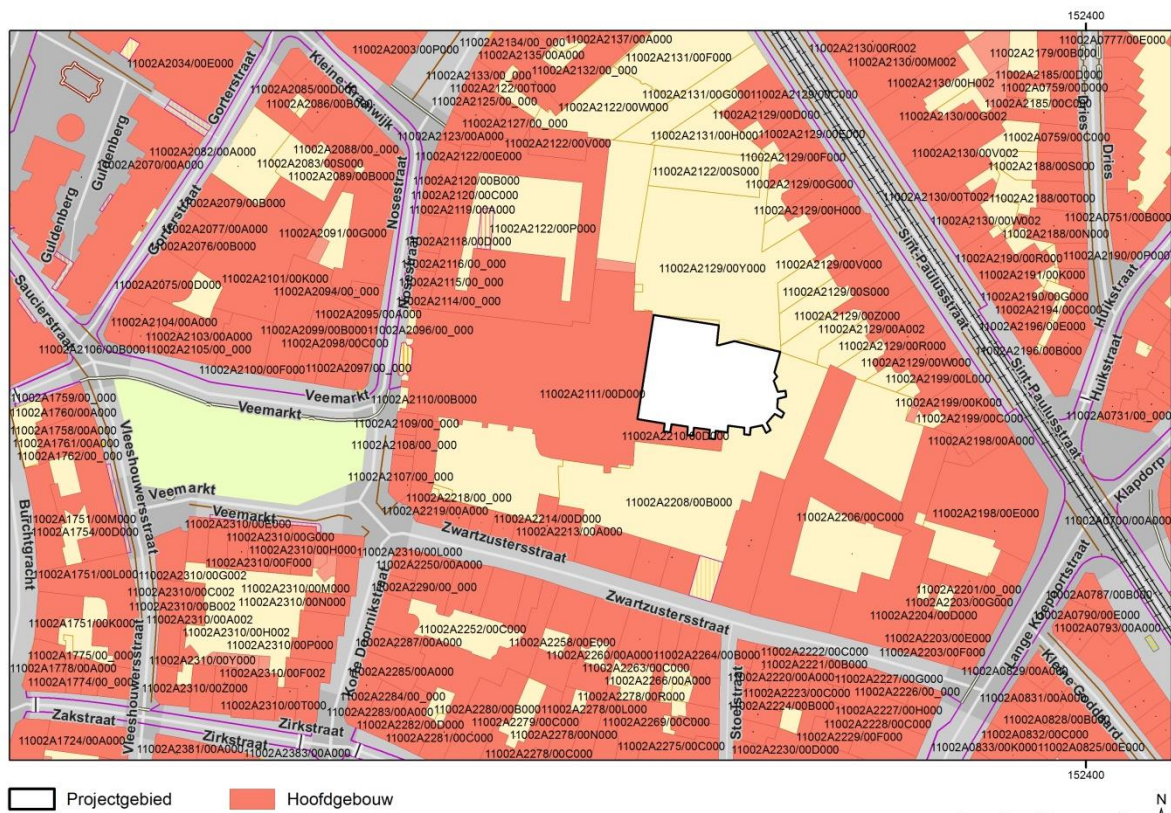 152400
11002A2003/00P000
11002A2134/00_000
11002A2137/00A000
11002A2135/00A000
11002A2132/00_000
11002A2131/00F000
11002A2130/00R002
11002A2130/00M002
11002A0777/00E000
11002A2179/00B000
11002A2034/00E000
Gorterstraat
Kleine Kraaiwijk
11002A2085/00D000
11002A2086/00B000
11002A2133/00_000
11002A2122/00T000
11002A2125/00_000
11002A2122/00W000
11002A2131/00G000
11002A2129/00C000
11002A2130/00H002
11002A2130/00G002
11002A2185/00D000
11002A0759/00D000
11002A2185/00C000
Dries
11002A2127/00_000
11002A2123/00A000
11002A2122/00V000
11002A2129/00D000
11002A2131/00H000
11002A2129/00E000
11002A0759/00C000
11002A2082/00A000
11002A2070/00A000
11002A2088/00_000
11002A2083/00S000
11002A2089/00B000
11002A2122/00E000
11002A2122/00S000
11002A2129/00F000
11002A2130/00V002
11002A2188/00S000
Guldenberg
Guldenberg
Nosestraat
11002A2120/00B000
11002A2120/00C000
11002A2119/00A000
11002A2129/00G000
11002A2129/00H000
11002A2130/00T002
11002A2188/00T000
11002A2130/00W002
11002A0751/00B000
11002A2188/00N000
Dries
11002A2079/00B000
11002A2077/00A000
11002A2076/00B000
Gorterstraat
11002A2091/00G000
11002A2122/00P000
11002A2118/00D000
11002A2116/00_000
11002A2115/00_000
11002A2114/00_000
Nosestraat
11002A2129/00Y000
11002A2129/00V000
11002A2129/00S000
Sint-Paulusstraat
11002A2190/00R000
11002A2190/00P000
11002A2191/00K000
11002A2190/00G000
11002A2194/00C000
11002A2196/00E000
11002A2196/00B000
Huikstraat
11002A2075/00D000
11002A2101/00K000
11002A2094/00_000
11002A2095/00A000
11002A2096/00_000
11002A2129/00Z000
11002A2129/00A002
11002A2129/00R000
11002A2129/00W000
Saucierstraat
11002A2104/00A000
11002A2103/00A000
11002A2106/00B000
11002A2105/00_000
11002A2099/00B000
11002A2098/00C000
11002A2100/00F000
11002A2097/00_000
11002A2199/00L000
11002A2199/00K000
11002A2199/00C000
Sint-Paulusstraat
Huikstraat
11002A0731/00_000
11002A1759/00_000
11002A1760/00A000
11002A1758/00A000
11002A1761/00A000
11002A1762/00_000
Veemarkt
Veemarkt
11002A2110/00B000
11002A2111/00D000
11002A2109/00_000
11002A2108/00_000
11002A2107/00_000
11002A2198/00A000
Vleeshouwersstraat
Veemarkt
Veemarkt
11002A2218/00_000
11002A2219/00A000
11002A2208/00B000
11002A2206/00C000
11002A2198/00E000
Klapdorp
11002A0700/00A000
Burchtgracht
11002A1751/00M000
11002A1754/00D000
11002A2310/00E000
11002A2310/00G000
11002A2310/00H000
11002A2310/00F000
11002A2310/00L000
11002A2250/00A000
11002A2290/00_000
11002A2214/00D000
11002A2213/00A000
Zwartzustersstraat
11002A1751/00L000
11002A2310/00G002
11002A2310/00C002
11002A2310/00B002
11002A2310/00A002
11002A2310/00M000
11002A2310/00N000
Zwartzustersstraat
11002A2201/00_000
11002A2203/00G000
11002A2204/00D000
Lange Koepoortstraat
11002A0787/00B000
11002A0790/00E000
11002A0793/00A000
11002A1751/00K000
11002A2310/00H002
11002A2310/00P000
11002A2252/00C000
11002A2287/00A000
11002A2258/00E000
11002A2260/00A000
11002A2264/00B000
11002A2222/00C000
11002A2203/00E000
11002A2203/00F000
11002A1775/00_000
11002A1778/00A000
11002A1774/00_000
11002A2310/00Y000
11002A2310/00F002
11002A2310/00Z000
11002A2310/00T000
Korte Doornikstraat
11002A2285/00A000
11002A2263/00C000
11002A2266/00A000
11002A2221/00B000
11002A2220/00A000
11002A2227/00G000
11002A2226/00_000
11002A0829/00A000
11002A0831/00A000
Kleine Goddaard
Vleeshouwersstraat
11002A2284/00_000
11002A2283/00A000
11002A2278/00R000
11002A2280/00B000
11002A2278/00L000
11002A2223/00C000
11002A2224/00B000
11002A2227/00H000
Stoelstraat
Zakstraat
Zirkstraat
11002A2282/00G000
11002A2281/00C000
11002A2279/00C000
11002A2278/00N000
11002A2269/00C000
11002A2228/00C000
11002A2229/00F000
11002A0828/00B000
11002A0832/00C000
11002A1724/00A000
Zirkstraat
11002A2381/00A000
11002A2383/00A000
11002A2278/00C000
11002A2275/00C000
11002A2230/00D000
11002A0833/00K000
11002A0825/00E000
152400
Projectgebied
Hoofdgebouw
N